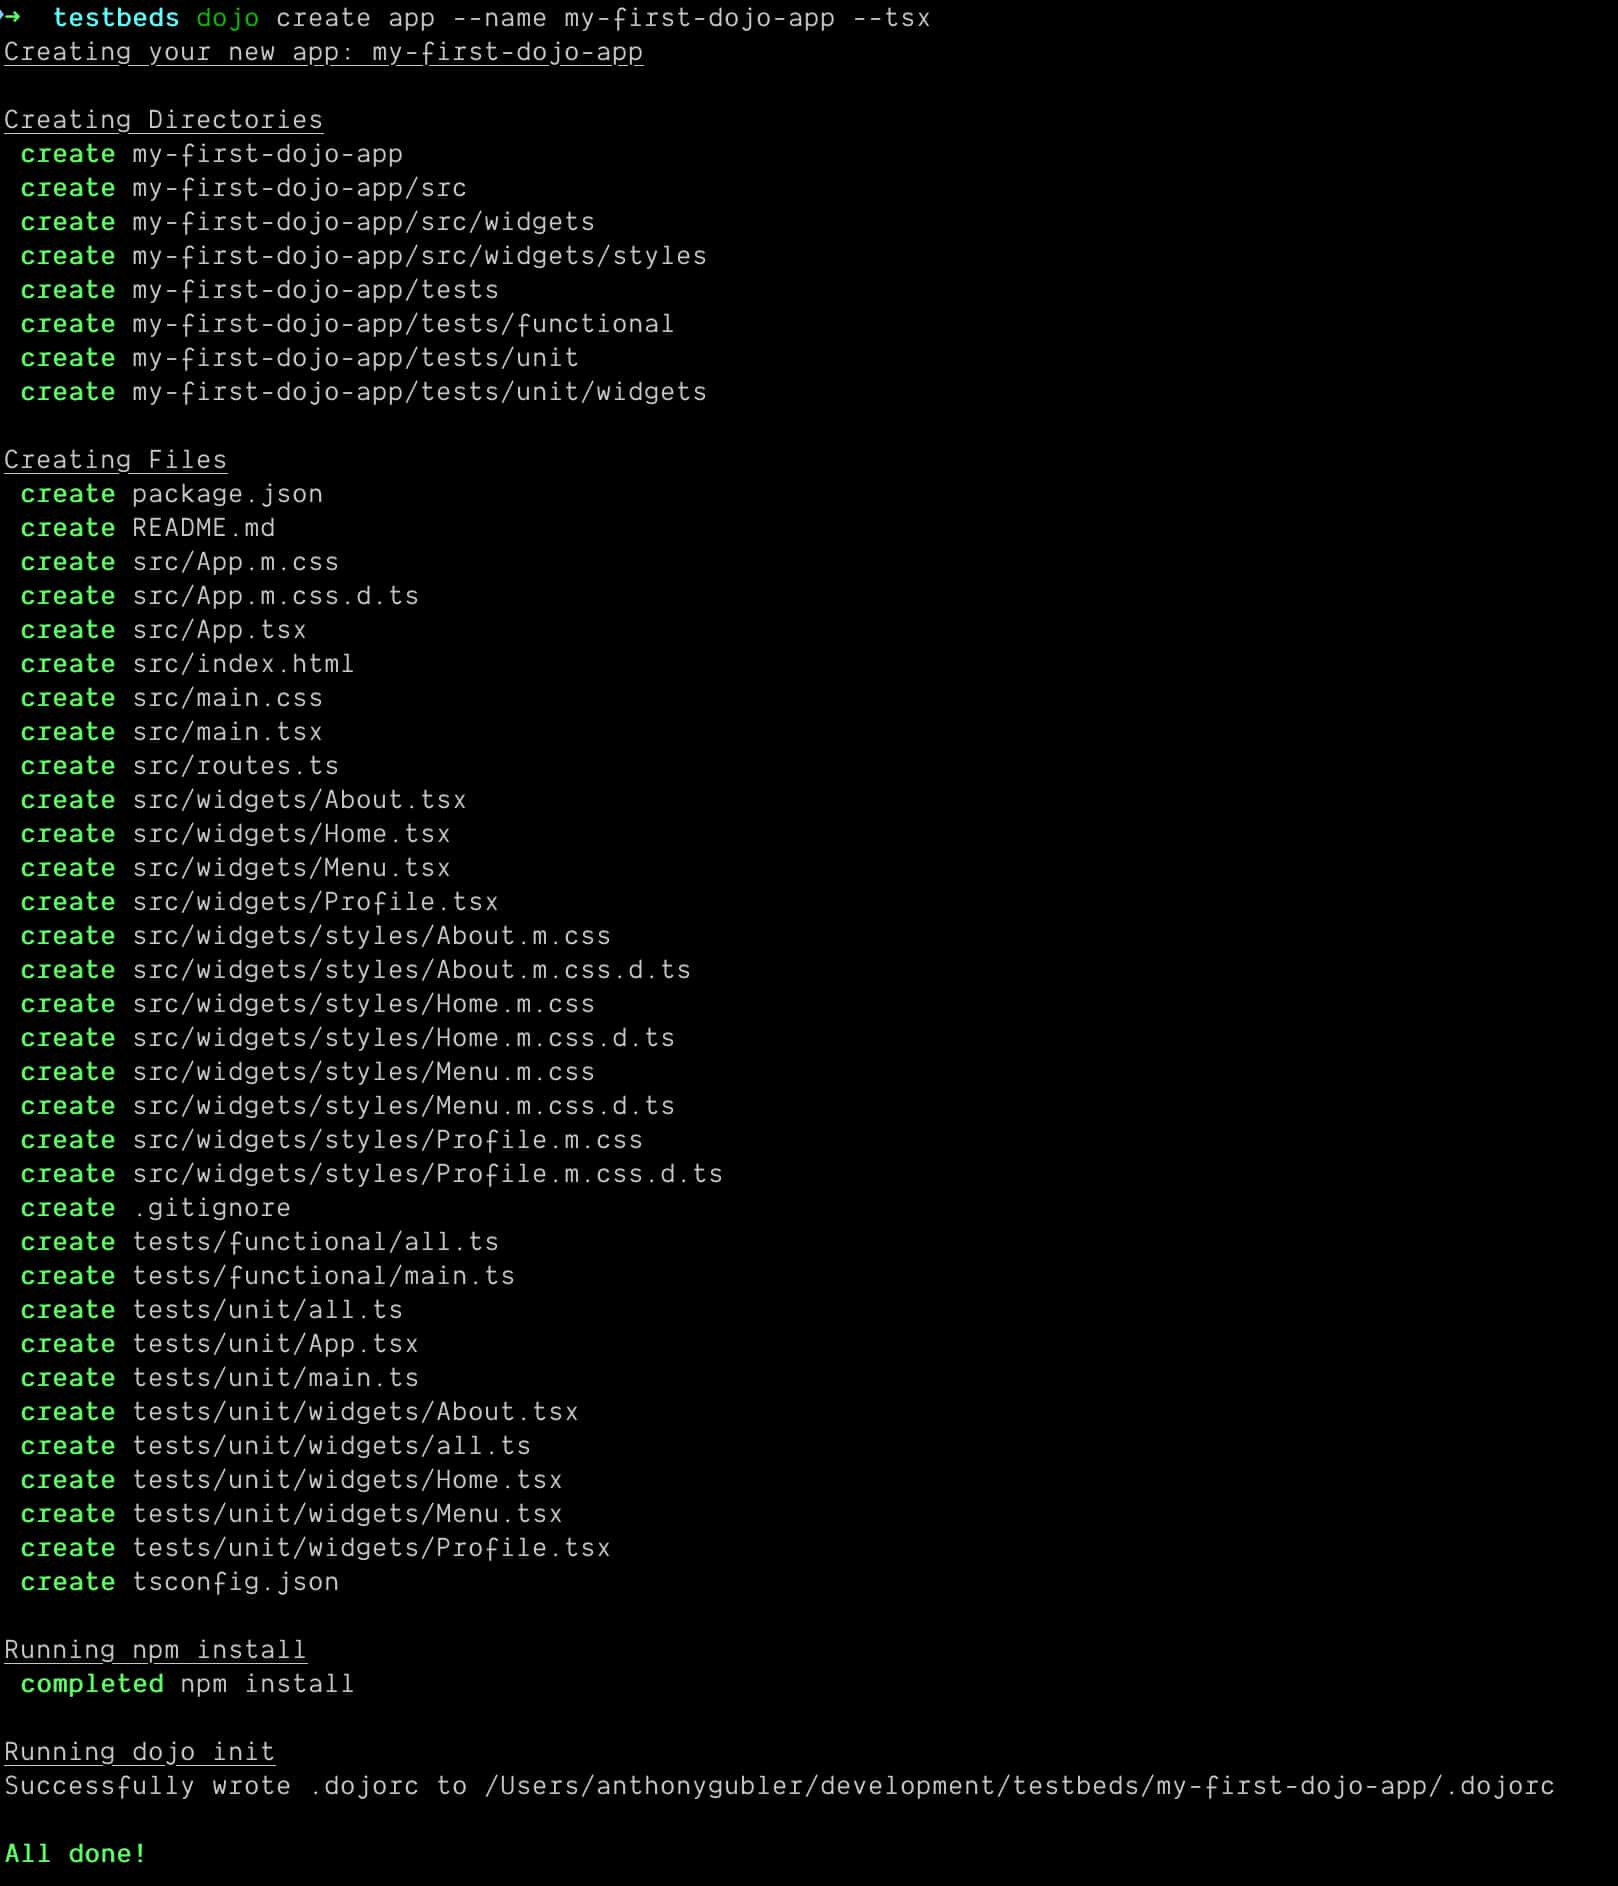 ➜  testbeds dojo create app --name my-first-dojo-app --tsx
Creating your new app: my-first-dojo-app
Creating Directories
create my-first-dojo-app
create my-first-dojo-app/src
create my-first-dojo-app/src/widgets
create my-first-dojo-app/src/widgets/styles
create my-first-dojo-app/tests
create my-first-dojo-app/tests/functional
create my-first-dojo-app/tests/unit
create my-first-dojo-app/tests/unit/widgets
Creating Files
create package.json
create README.md
create src/App.m.css
create src/App.m.css.d.ts
create src/App.tsx
create src/index.html
create src/main.css
create src/main.tsx
create src/routes.ts
create src/widgets/About.tsx
create src/widgets/Home.tsx
create src/widgets/Menu.tsx
create src/widgets/Profile.tsx
create src/widgets/styles/About.m.css
create src/widgets/styles/About.m.css.d.ts
create src/widgets/styles/Home.m.css
create src/widgets/styles/Home.m.css.d.ts
create src/widgets/styles/Menu.m.css
create src/widgets/styles/Menu.m.css.d.ts
create src/widgets/styles/Profile.m.css
create src/widgets/styles/Profile.m.css.d.ts
create .gitignore
create tests/functional/all.ts
create tests/functional/main.ts
create tests/unit/all.ts
create tests/unit/App.tsx
create tests/unit/main.ts
create tests/unit/widgets/About.tsx
create tests/unit/widgets/all.ts
create tests/unit/widgets/Home.tsx
create tests/unit/widgets/Menu.tsx
create tests/unit/widgets/Profile.tsx
create tsconfig.json
Running npm install
completed npm install
Running dojo init
Successfully wrote .dojorc to /Users/anthonygubler/development/testbeds/my-first-dojo-app/.dojorc
All done!